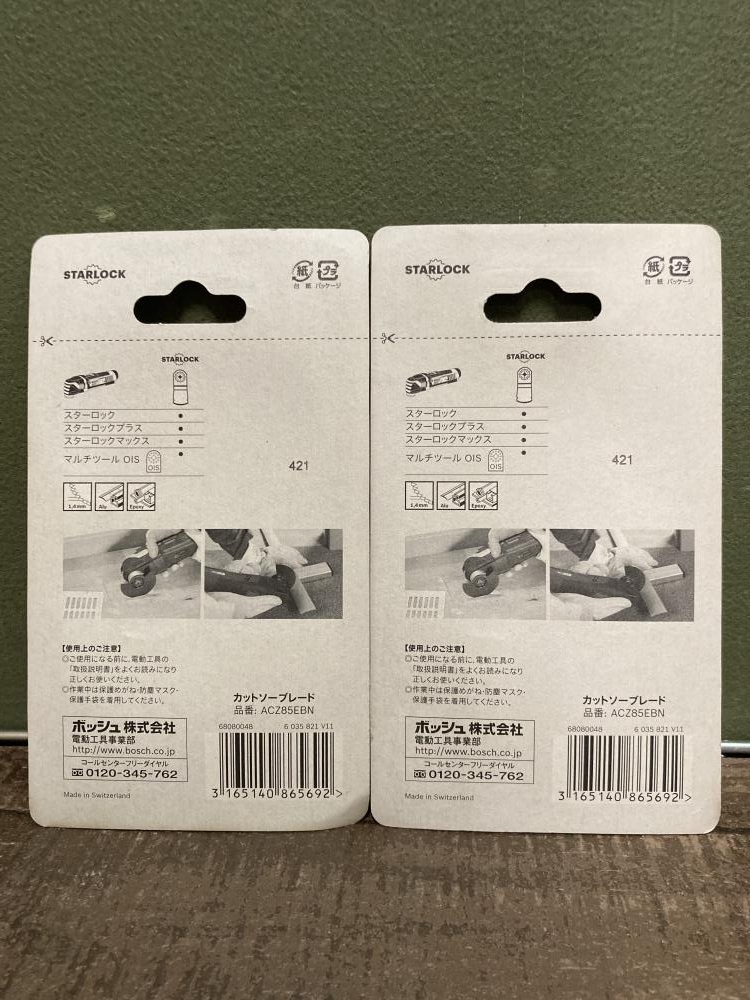 STARLOCK
紙
プラ
台紙 パッケージ
STARLOCK
スターロック
スターロックプラス
スターロックマックス
マルチツール OIS
OIS
421
1,4mm
Alu
Epoxy
【使用上のご注意】
◎ご使用になる前に、電動工具の
「取扱説明書」をよくお読みになり
正しくお使いください。
◎作業中は保護めがね・防塵マスク・
保護手袋を着用してください。
ボッシュ株式会社
電動工具事業部
http://www.bosch.co.jp
コールセンターフリーダイヤル
0120-345-762
Made in Switzerland
カットソーブレード
品番: ACZ85EBN
68080048 6 035 821 V11
3 165140 865692 >
STARLOCK
紙
プラ
台紙 パッケージ
STARLOCK
スターロック
スターロックプラス
スターロックマックス
マルチツール OIS
OIS
421
1,4mm
Alu
Epoxy
【使用上のご注意】
◎ご使用になる前に、電動工具の
「取扱説明書」をよくお読みになり
正しくお使いください。
◎作業中は保護めがね・防塵マスク・
保護手袋を着用してください。
ボッシュ株式会社
電動工具事業部
http://www.bosch.co.jp
コールセンターフリーダイヤル
0120-345-762
Made in Switzerland
カットソーブレード
品番: ACZ85EBN
68080048 6 035 821 V11
3 165140 865692 >